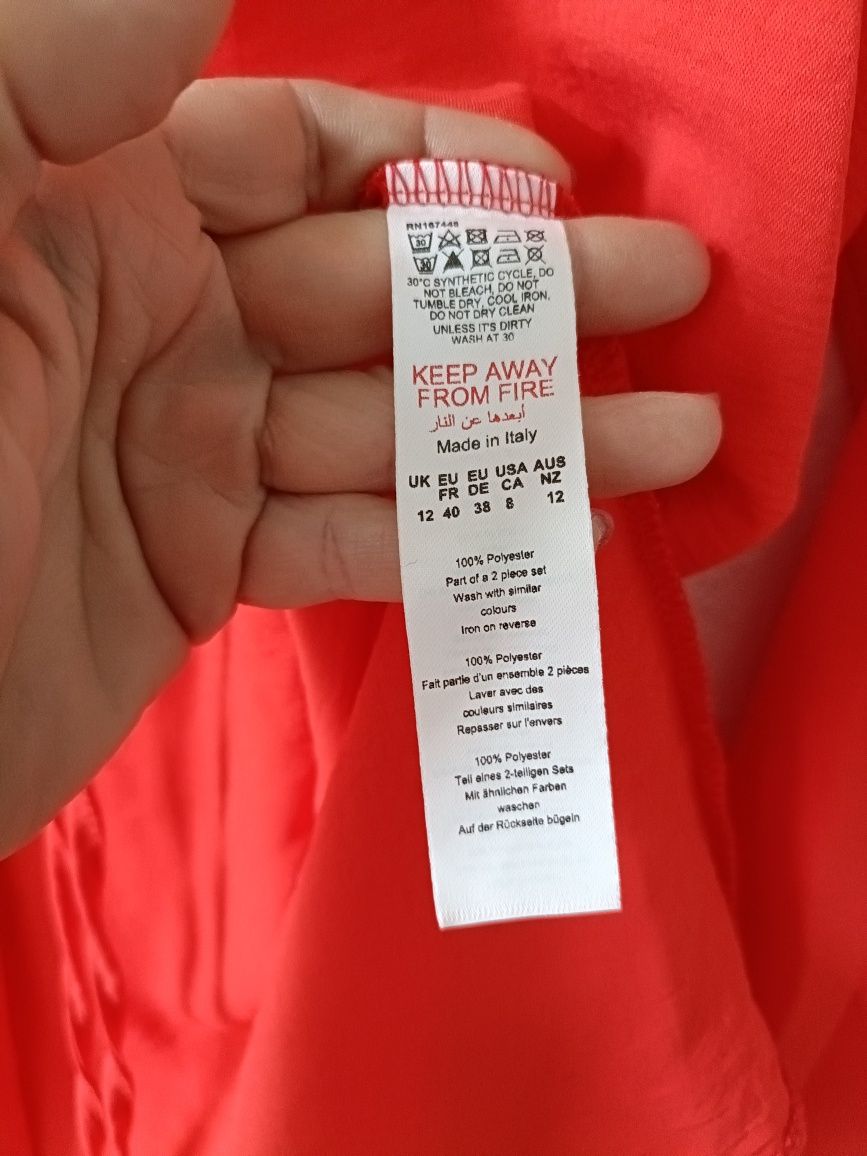 RN167448
30°C SYNTHETIC CYCLE, DO
NOT BLEACH, DO NOT
TUMBLE DRY, COOL IRON,
DO NOT DRY CLEAN
UNLESS IT'S DIRTY
WASH AT 30
KEEP AWAY
FROM FIRE
أبعدها عن النار
Made in Italy
UK EU EU USA AUS
FR DE CA NZ
12 40 38 8 12
100% Polyester
Part of a 2 piece set
Wash with similar
colours
Iron on reverse
100% Polyester
Fait partie d'un ensemble 2 pièces
Laver avec des
couleurs similaires
Repasser sur l'envers
100% Polyester
Teil eines 2-teiligen Sets
Mit ähnlichen Farben
waschen
Auf der Rückseite bügeln